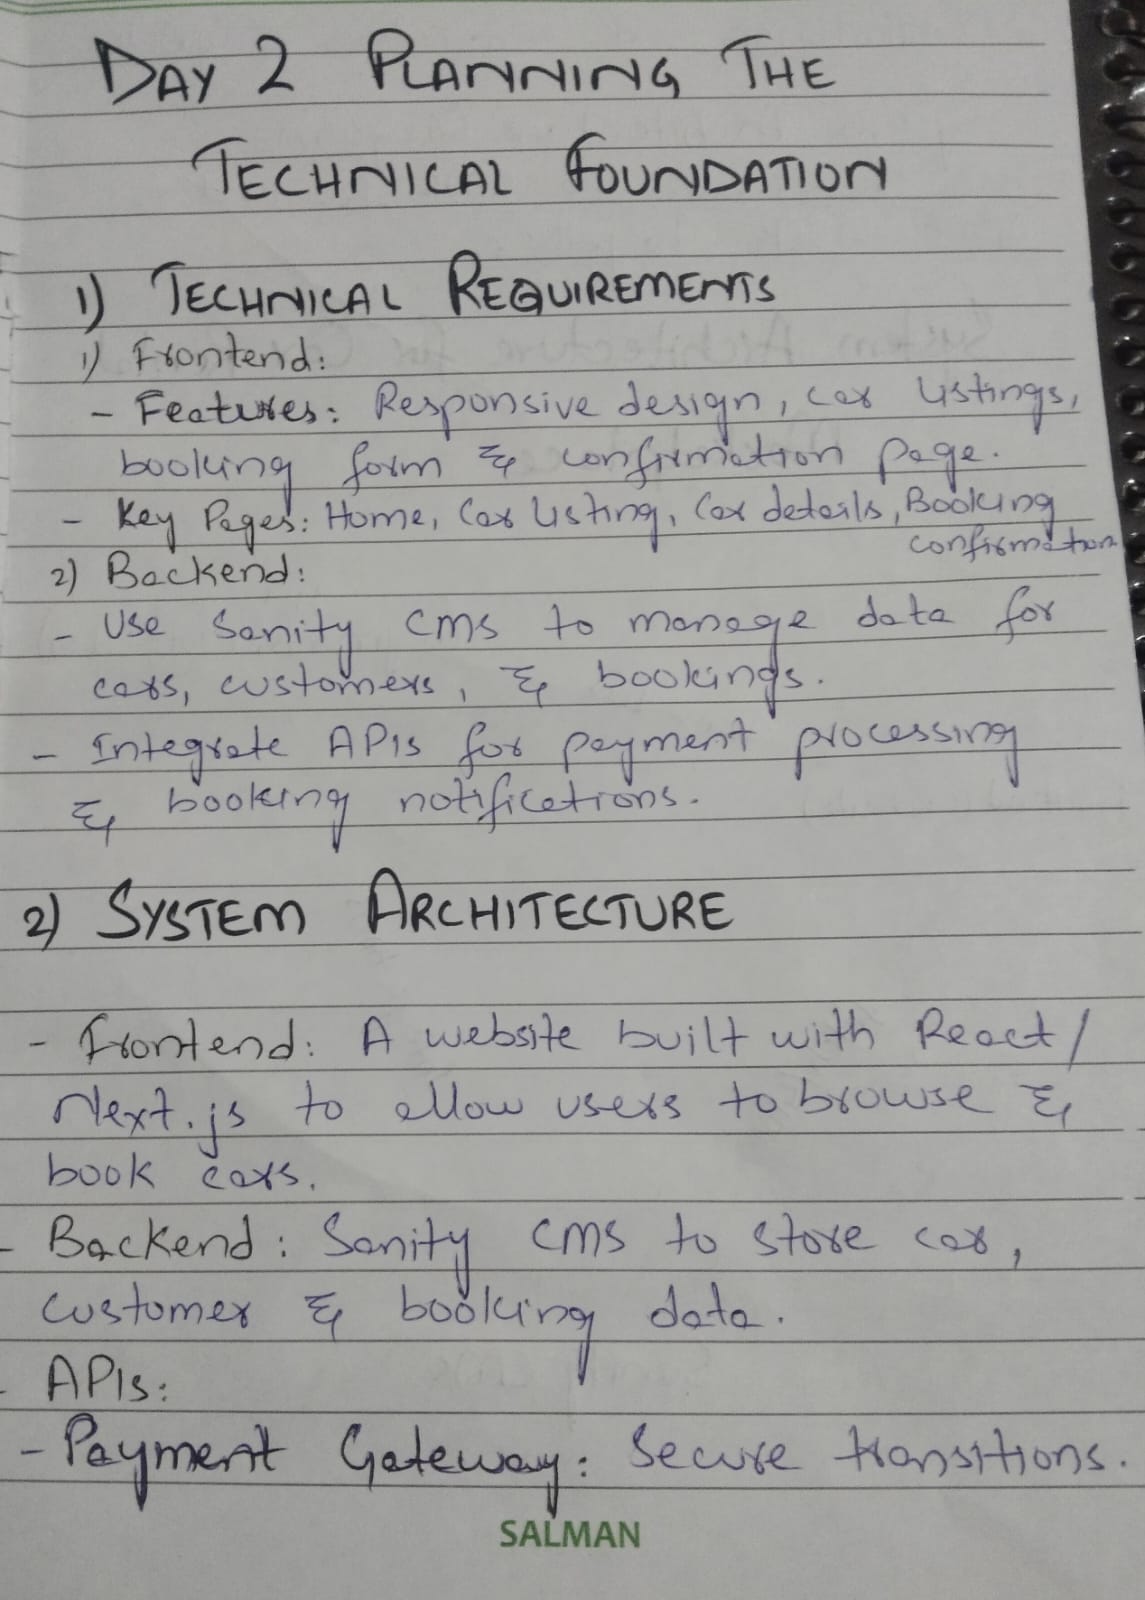 DAY 2 PLANNING THE
TECHNICAL FOUNDATION
1) TECHNICAL REQUIREMENTS
1) Frontend:
- Features: Responsive design, car listings,
booking form & confirmation page.
- Key Pages: Home, Car listing, Car details, Booking
confirmation
2) Backend:
- Use Sanity CMS to manage data for
cars, customers, & bookings.
- Integrate APIs for payment processing
& booking notifications.
2) SYSTEM ARCHITECTURE
- Frontend: A website built with React/
Next.js to allow users to browse &
book cars.
- Backend: Sanity CMS to store car,
customer & booking data.
- APIs:
- Payment Gateway: Secure transitions.
SALMAN